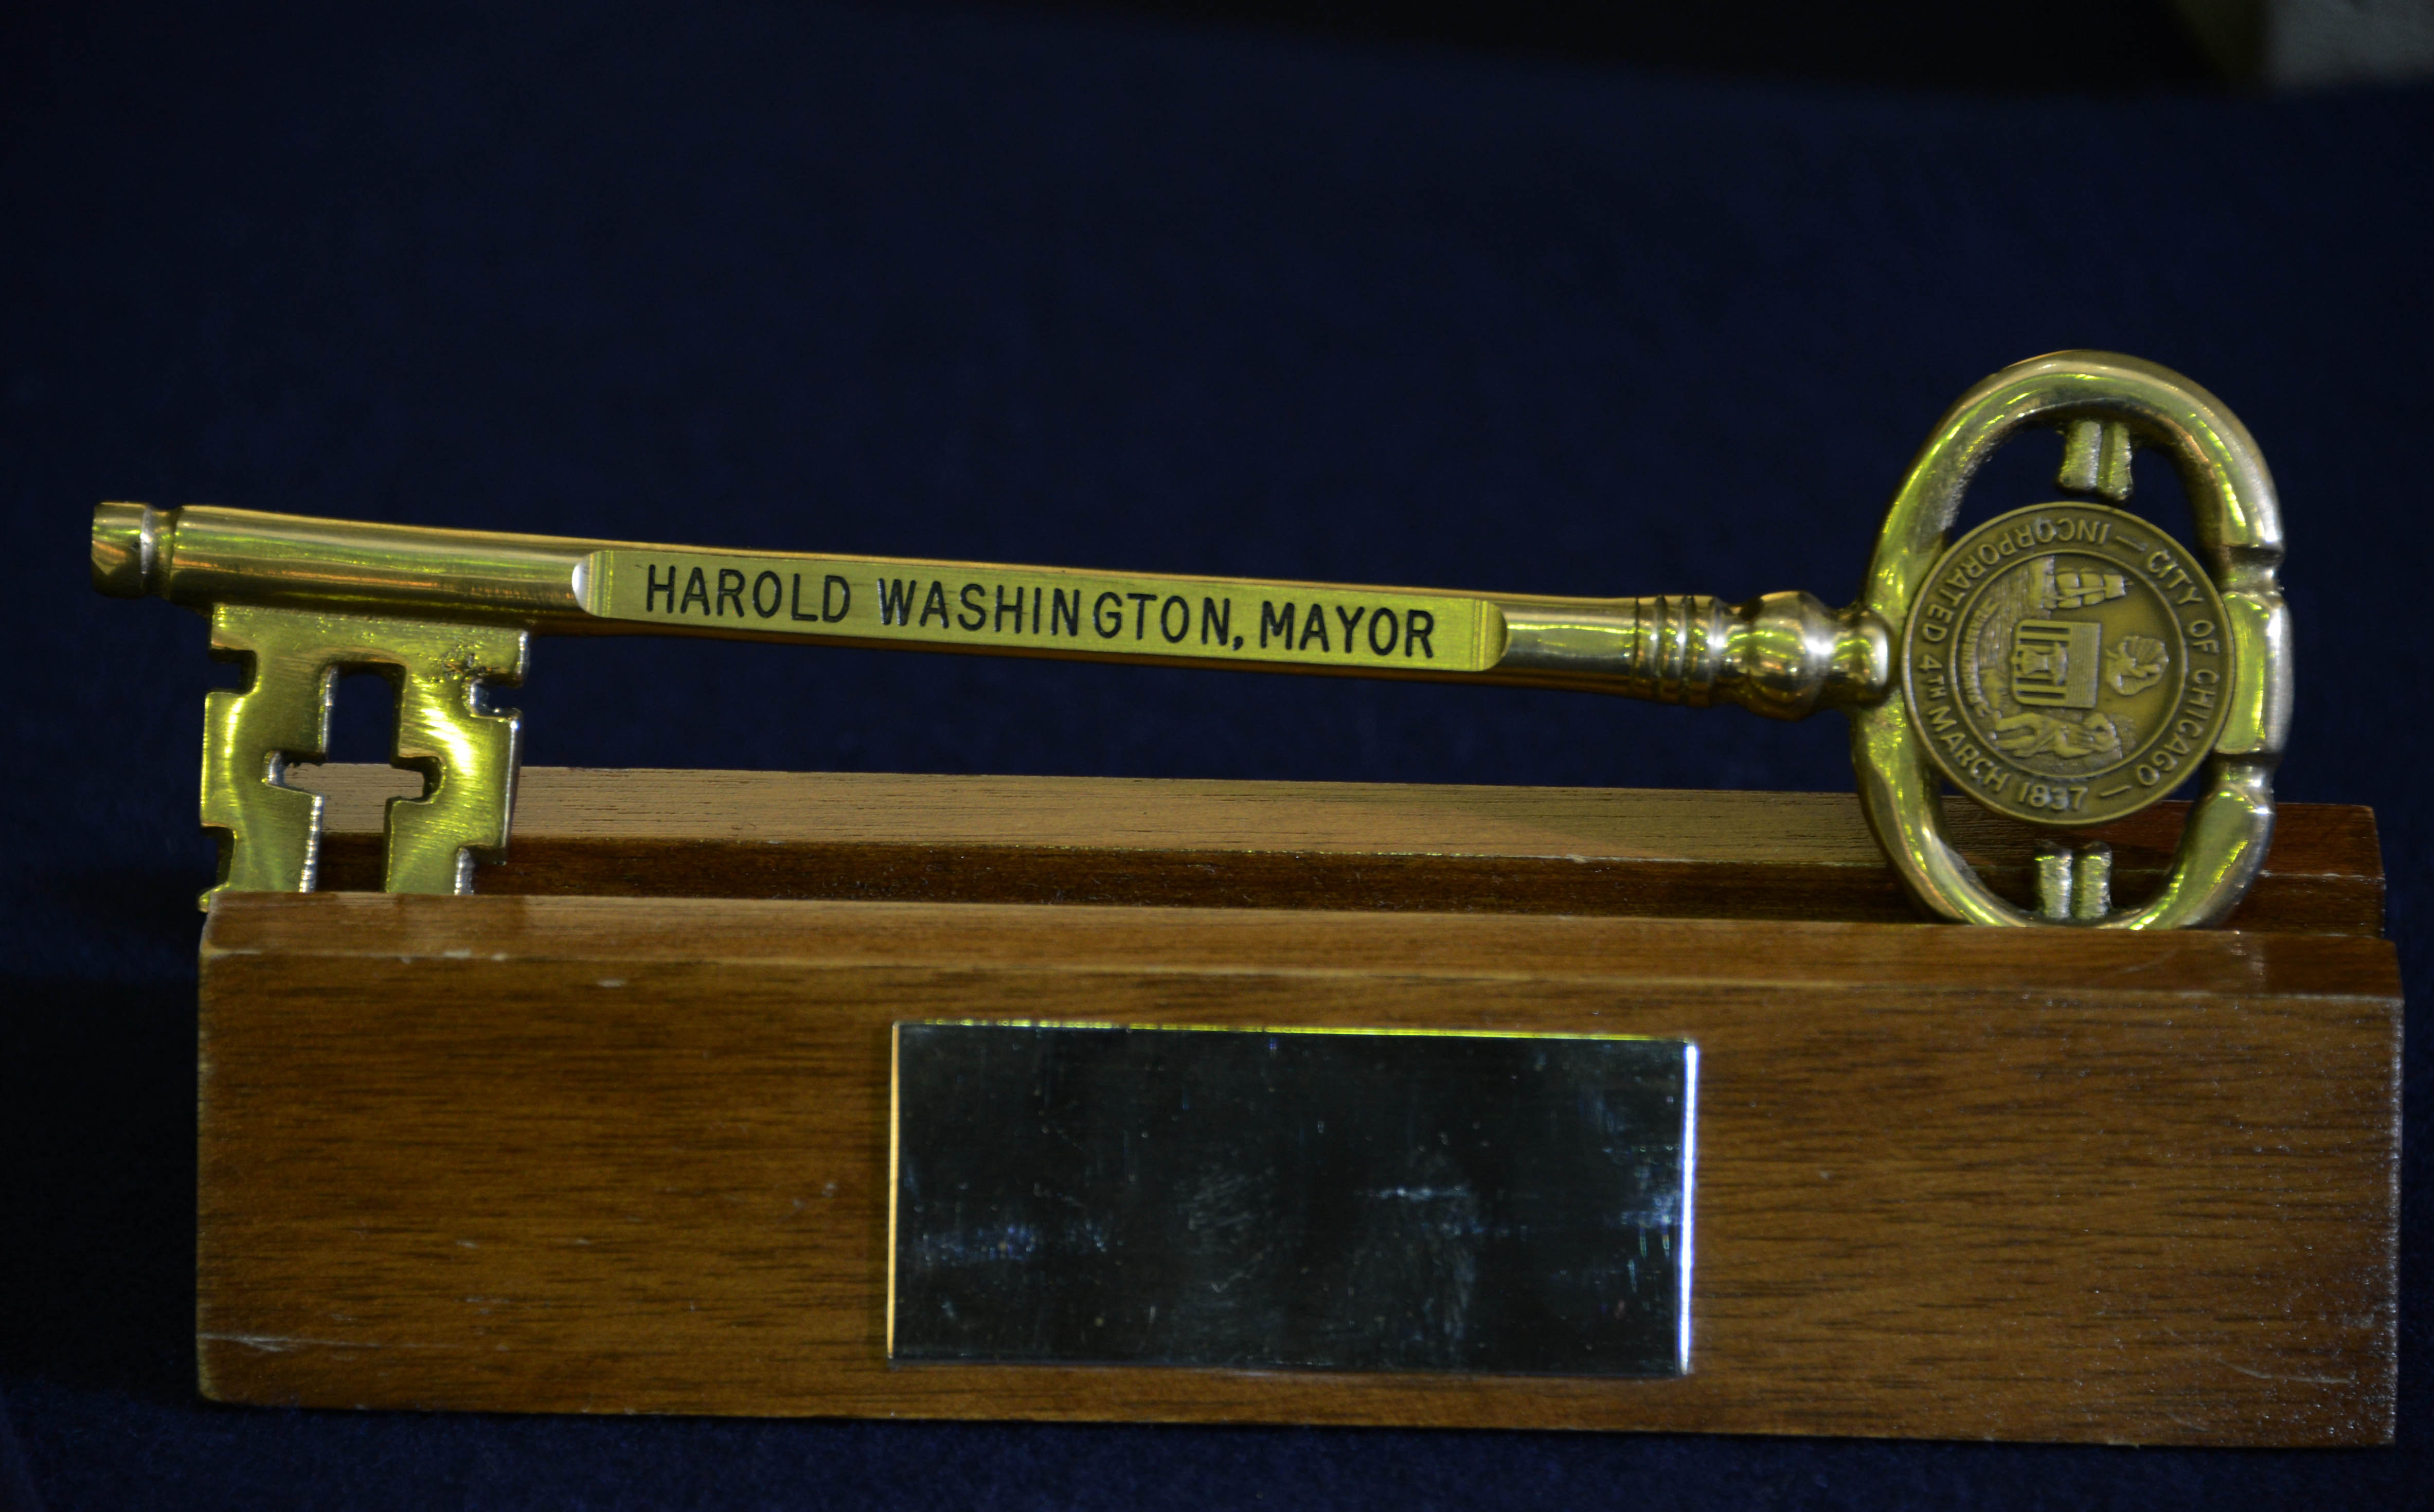 HAROLD WASHINGTON, MAYOR
— CITY OF CHICAGO —
INCORPORATED 4TH MARCH 1837